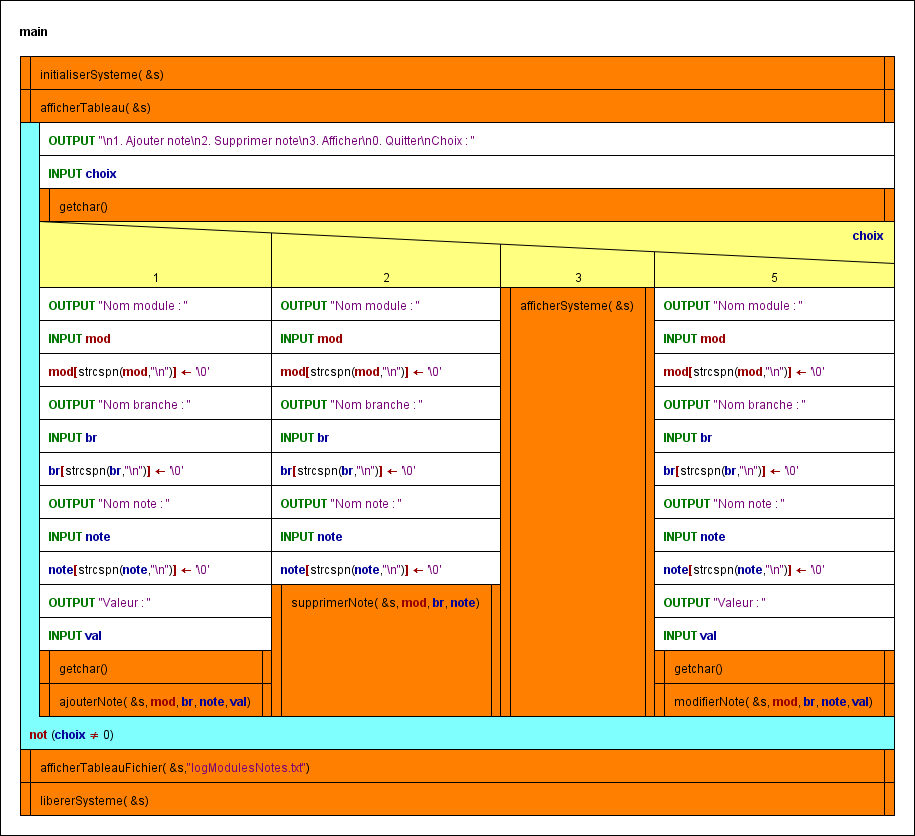 main
initialiserSysteme( &s)
afficherTableau( &s)
OUTPUT "\n1. Ajouter note\n2. Supprimer note\n3. Afficher\n0. Quitter\nChoix : "
INPUT choix
getchar()
choix
1
OUTPUT "Nom module : "
INPUT mod
mod[strcspn(mod,"\n")] ← '\0'
OUTPUT "Nom branche : "
INPUT br
br[strcspn(br,"\n")] ← '\0'
OUTPUT "Nom note : "
INPUT note
note[strcspn(note,"\n")] ← '\0'
OUTPUT "Valeur : "
INPUT val
getchar()
ajouterNote( &s, mod, br, note, val)
2
OUTPUT "Nom module : "
INPUT mod
mod[strcspn(mod,"\n")] ← '\0'
OUTPUT "Nom branche : "
INPUT br
br[strcspn(br,"\n")] ← '\0'
OUTPUT "Nom note : "
INPUT note
note[strcspn(note,"\n")] ← '\0'
supprimerNote( &s, mod, br, note)
3
afficherSysteme( &s)
5
OUTPUT "Nom module : "
INPUT mod
mod[strcspn(mod,"\n")] ← '\0'
OUTPUT "Nom branche : "
INPUT br
br[strcspn(br,"\n")] ← '\0'
OUTPUT "Nom note : "
INPUT note
note[strcspn(note,"\n")] ← '\0'
OUTPUT "Valeur : "
INPUT val
getchar()
modifierNote( &s, mod, br, note, val)
not (choix ≠ 0)
afficherTableauFichier( &s,"logModulesNotes.txt")
libererSysteme( &s)